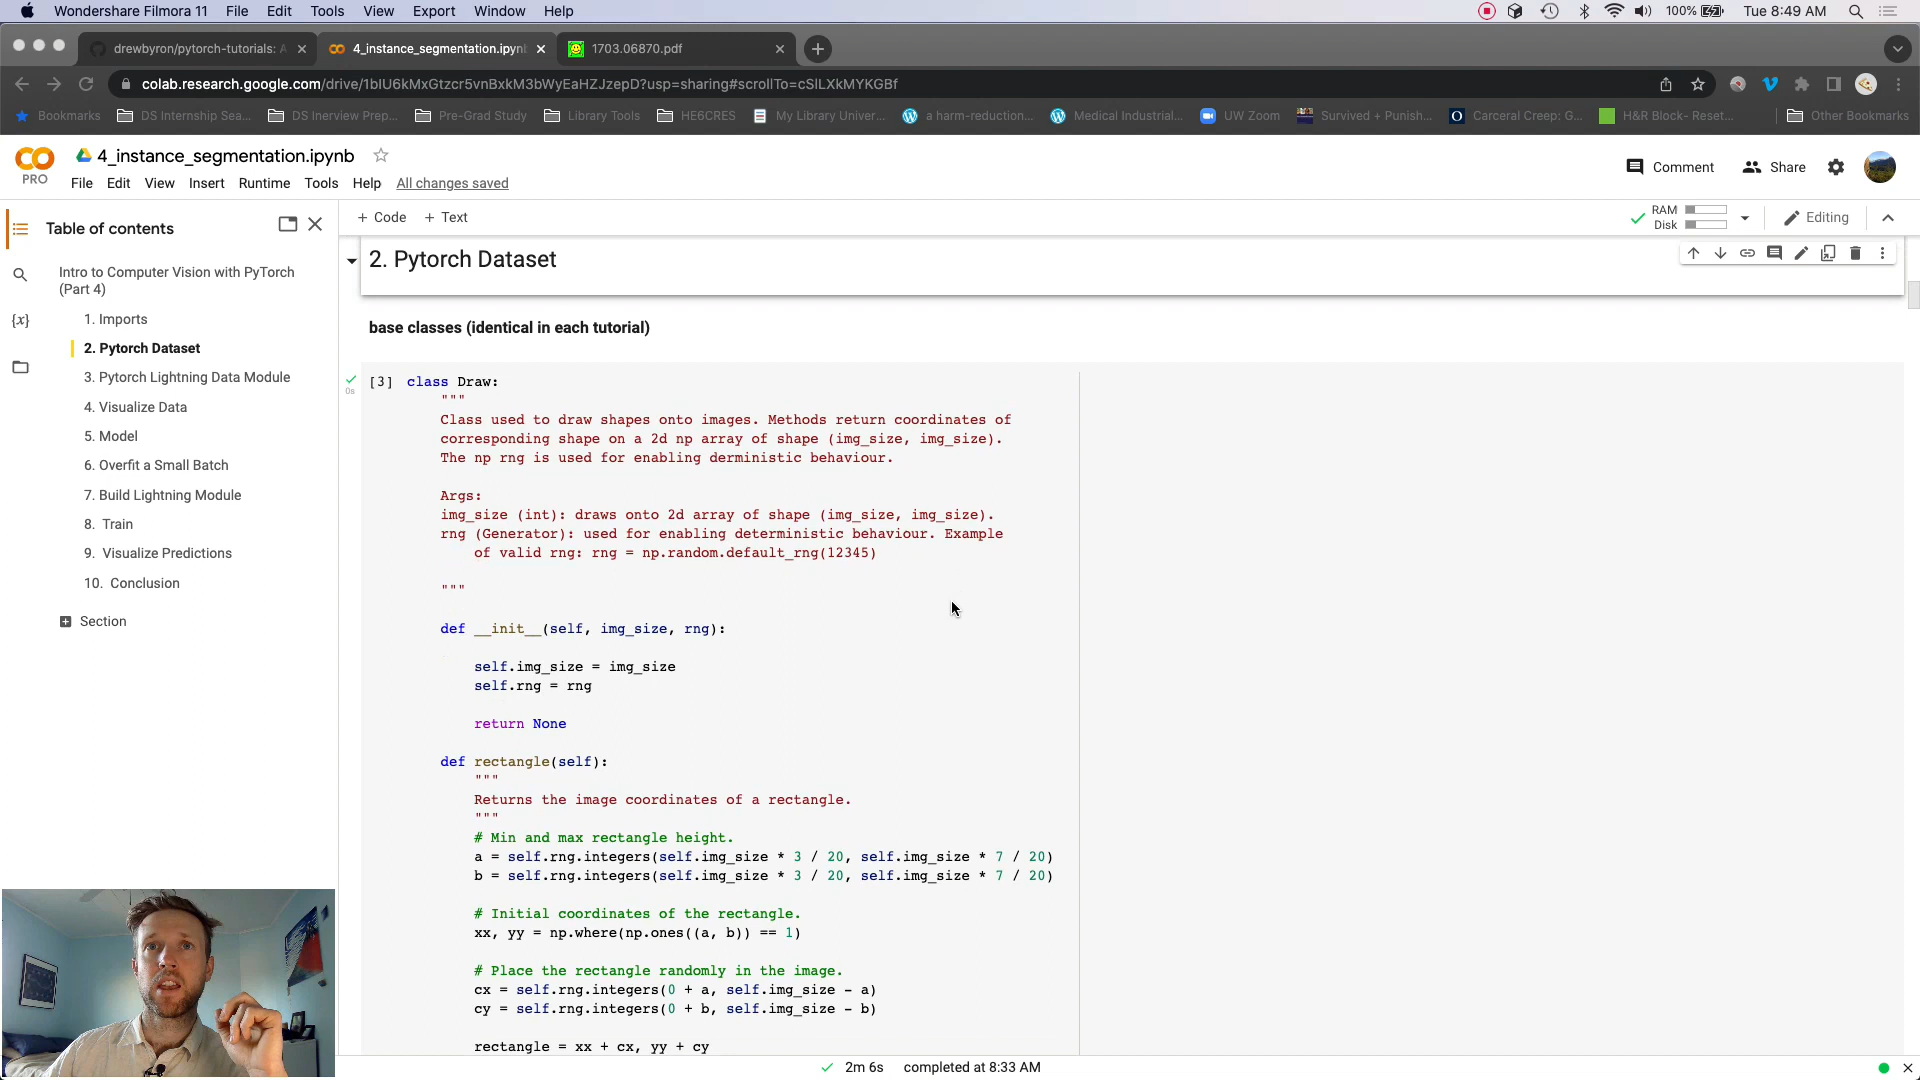 Wondershare Filmora 11 File Edit Tools View Export Window Help 100% Tue 8:49 AM
drewbyron/pytorch-tutorials: A 4_instance_segmentation.ipyn 1703.06870.pdf
colab.research.google.com/drive/1bIU6kMxGtzcr5vnBxkM3bWyEaHZJzepD?usp=sharing#scrollTo=cSILXkMYKGBf
Bookmarks DS Internship Sea... DS Inerview Prep... Pre-Grad Study Library Tools HE6CRES My Library Univer... a harm-reduction... Medical Industrial... UW Zoom Survived + Punish... Carceral Creep: G... H&R Block- Reset... Other Bookmarks
4_instance_segmentation.ipynb
PRO
File Edit View Insert Runtime Tools Help All changes saved
Comment Share
+ Code + Text
RAM
Disk
Editing
Table of contents
Intro to Computer Vision with PyTorch
(Part 4)
1. Imports
2. Pytorch Dataset
3. Pytorch Lightning Data Module
4. Visualize Data
5. Model
6. Overfit a Small Batch
7. Build Lightning Module
8. Train
9. Visualize Predictions
10. Conclusion
Section
{x}
2. Pytorch Dataset
base classes (identical in each tutorial)
0s
[3] class Draw:
"""
Class used to draw shapes onto images. Methods return coordinates of
corresponding shape on a 2d np array of shape (img_size, img_size).
The np rng is used for enabling derministic behaviour.
Args:
img_size (int): draws onto 2d array of shape (img_size, img_size).
rng (Generator): used for enabling deterministic behaviour. Example
of valid rng: rng = np.random.default_rng(12345)
"""
def __init__(self, img_size, rng):
self.img_size = img_size
self.rng = rng
return None
def rectangle(self):
"""
Returns the image coordinates of a rectangle.
"""
# Min and max rectangle height.
a = self.rng.integers(self.img_size * 3 / 20, self.img_size * 7 / 20)
b = self.rng.integers(self.img_size * 3 / 20, self.img_size * 7 / 20)
# Initial coordinates of the rectangle.
xx, yy = np.where(np.ones((a, b)) == 1)
# Place the rectangle randomly in the image.
cx = self.rng.integers(0 + a, self.img_size - a)
cy = self.rng.integers(0 + b, self.img_size - b)
rectangle = xx + cx, yy + cy
2m 6s completed at 8:33 AM